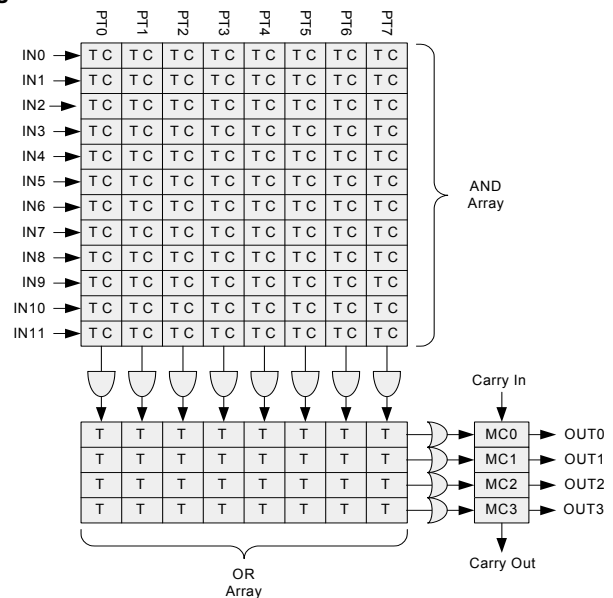 PT0 PT1 PT2 PT3 PT4 PT5 PT6 PT7
IN0 T C T C T C T C T C T C T C T C
IN1 T C T C T C T C T C T C T C T C
IN2 T C T C T C T C T C T C T C T C
IN3 T C T C T C T C T C T C T C T C
IN4 T C T C T C T C T C T C T C T C
IN5 T C T C T C T C T C T C T C T C
IN6 T C T C T C T C T C T C T C T C
IN7 T C T C T C T C T C T C T C T C
IN8 T C T C T C T C T C T C T C T C
IN9 T C T C T C T C T C T C T C T C
IN10 T C T C T C T C T C T C T C T C
IN11 T C T C T C T C T C T C T C T C
AND
Array
Carry In
T T T T T T T T MC0 OUT0
T T T T T T T T MC1 OUT1
T T T T T T T T MC2 OUT2
T T T T T T T T MC3 OUT3
Carry Out
OR
Array